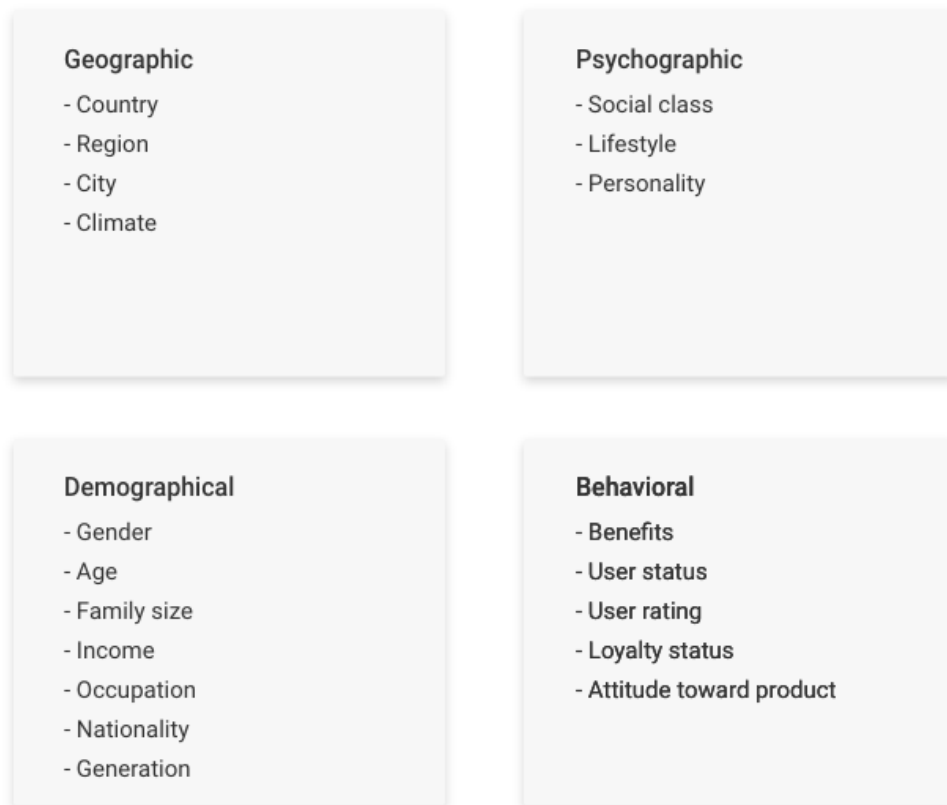 Geographic
- Country
- Region
- City
- Climate
Psychographic
- Social class
- Lifestyle
- Personality
Demographical
- Gender
- Age
- Family size
- Income
- Occupation
- Nationality
- Generation
Behavioral
- Benefits
- User status
- User rating
- Loyalty status
- Attitude toward product